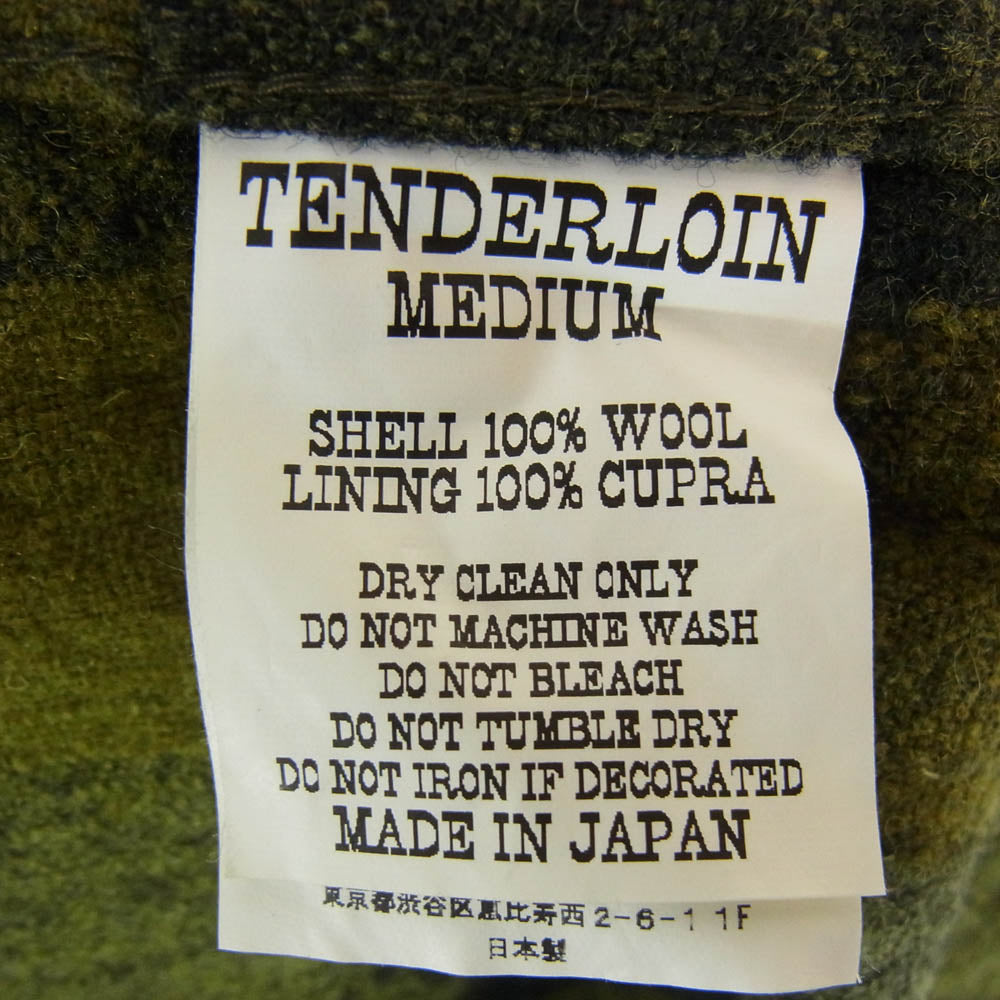 TENDERLOIN
MEDIUM
SHELL 100% WOOL
LINING 100% CUPRA
DRY CLEAN ONLY
DO NOT MACHINE WASH
DO NOT BLEACH
DO NOT TUMBLE DRY
DO NOT IRON IF DECORATED
MADE IN JAPAN
東京都渋谷区恵比寿西2-6-1 1F
日本製